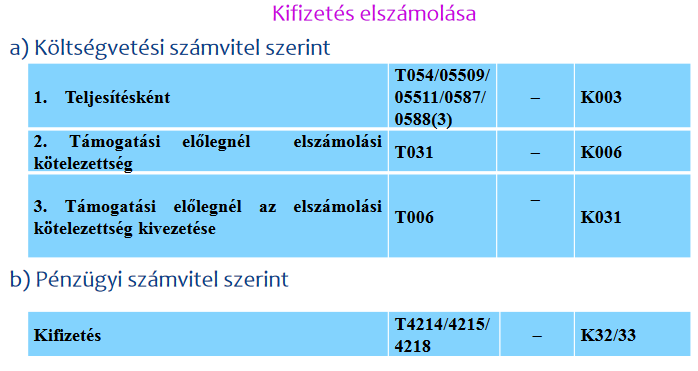 Kifizetés elszámolása
a) Költségvetési számvitel szerint
1. Teljesítésként
T054/05509/
05511/0587/
0588(3)
–
K003
2. Támogatási előlegnél elszámolási
kötelezettség
T031
–
K006
3. Támogatási előlegnél az elszámolási
kötelezettség kivezetése
T006
–
K031
b) Pénzügyi számvitel szerint
Kifizetés
T4214/4215/
4218
–
K32/33